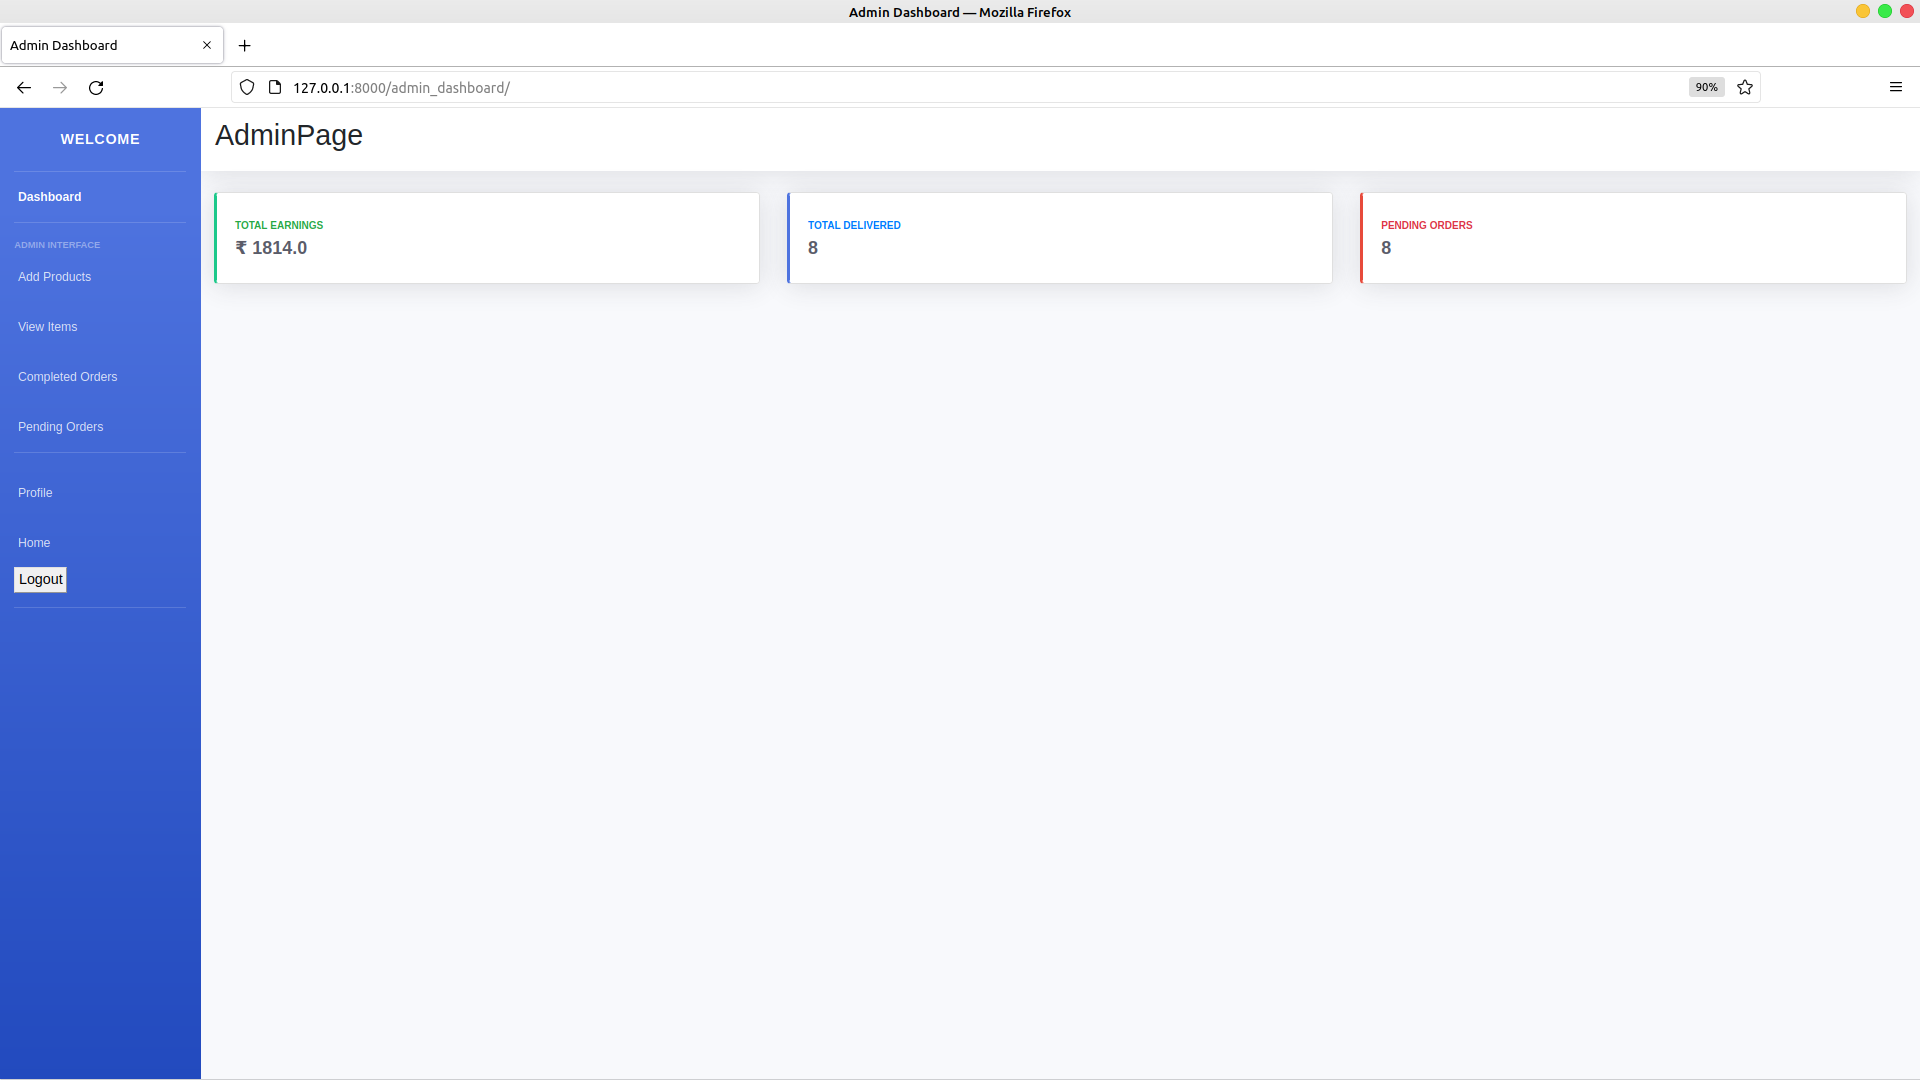 Admin Dashboard — Mozilla Firefox
Admin Dashboard
127.0.0.1:8000/admin_dashboard/
90%
WELCOME
Dashboard
ADMIN INTERFACE
Add Products
View Items
Completed Orders
Pending Orders
Profile
Home
Logout
AdminPage
TOTAL EARNINGS
₹ 1814.0
TOTAL DELIVERED
8
PENDING ORDERS
8